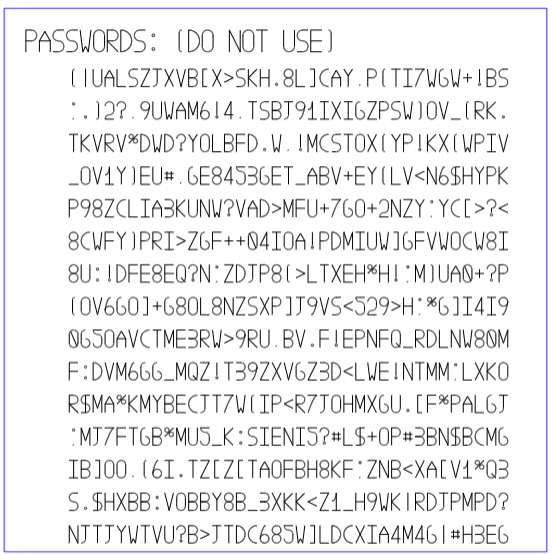 PASSWORDS: (DO NOT USE)
(|UALSZJXVB[X>SKH.8L]CAY.P(TI7WGW+!BS
:.)2?.9UWAM6!4.TSBJ91IXIGZPSW)OV_(RK.
TKVRV*DWD?YOLBFD.W.!MCSTOX(YP!KX(WPIV
_OV1Y)EU#.GE8453GET_ABV+EY(LV<N6$HYPK
P98ZCLIA3KUNW?VAD>MFU+7GO+2NZY:YC[>?<
8CWFY)PRI>ZGF++04IOA!PDMIUW]GFVWOCW8I
8U:!DFE8EQ?N:ZDJP8(>LTXEH*H!:M)UA0+?P
(OV66O]+G8OL8NZSXP]J9VS<529>H:*G]I4I9
0G5OAVCTME3RW>9RU.BV.F!EPNFQ_RDLNW80M
F:DVM6GG_MQZ!T39ZXVGZ3D<LWE!NTMM:LXKO
R$MA*KMYBECJT7W(IP<R7JOHMXGU.[F*PALGJ
:MJ7FTGB*MU5_K:SIENI5?#L$+OP#3BN$BCMG
IB]OO.(6I.TZ[Z[TAOFBH8KF:ZNB<XA[V1*Q3
S.$HXBB:VOBBY8B_3XKK<Z1_H9WK|RDJPMPD?
NJTJYWTVU?B>JTDC685W]LDCXIA4M4G|#H3EG